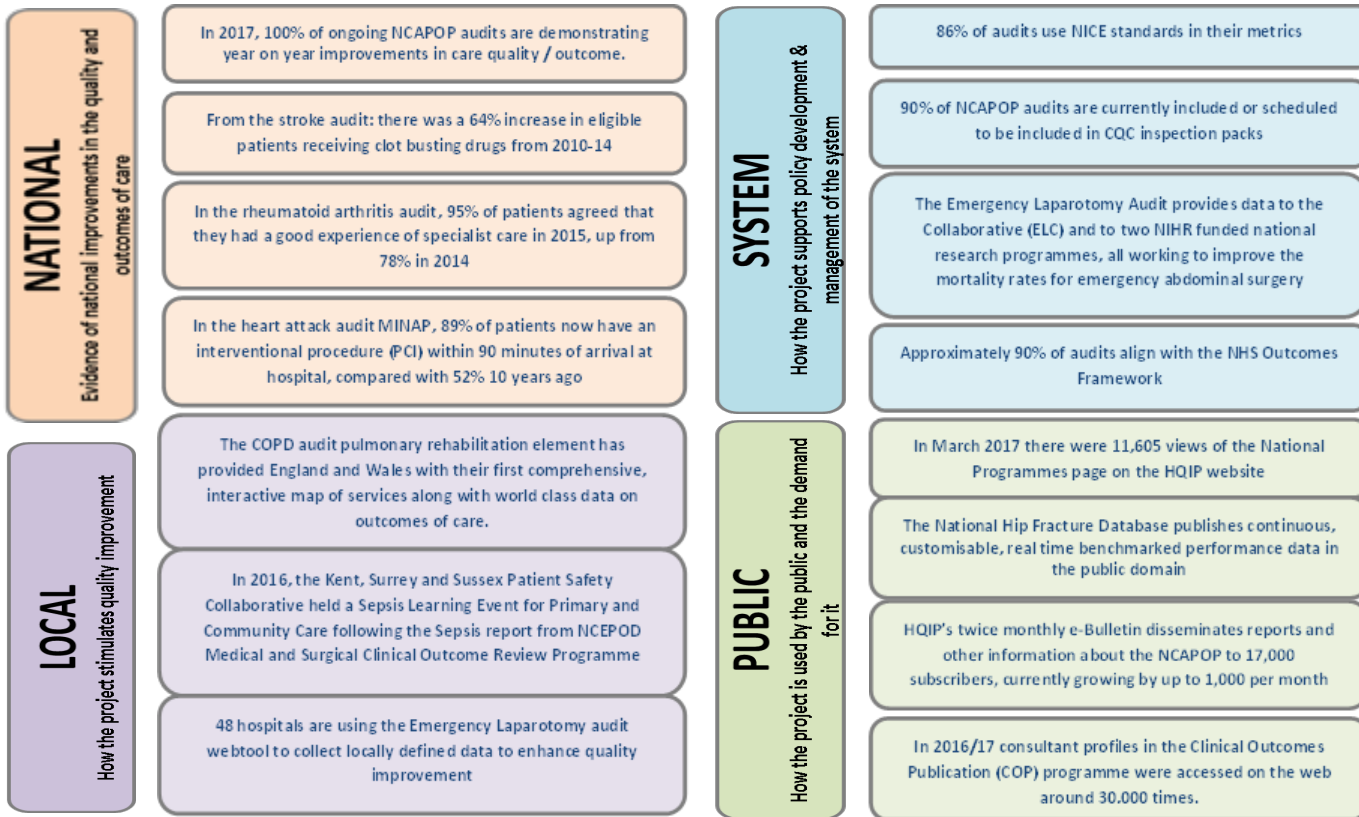 NATIONAL
Evidence of national improvements in the quality and
outcomes of care
In 2017, 100% of ongoing NCAPOP audits are demonstrating
year on year improvements in care quality / outcome.
From the stroke audit: there was a 64% increase in eligible
patients receiving clot busting drugs from 2010-14
In the rheumatoid arthritis audit, 95% of patients agreed that
they had a good experience of specialist care in 2015, up from
78% in 2014
In the heart attack audit MINAP, 89% of patients now have an
interventional procedure (PCI) within 90 minutes of arrival at
hospital, compared with 52% 10 years ago
LOCAL
How the project stimulates quality improvement
The COPD audit pulmonary rehabilitation element has
provided England and Wales with their first comprehensive,
interactive map of services along with world class data on
outcomes of care.
In 2016, the Kent, Surrey and Sussex Patient Safety
Collaborative held a Sepsis Learning Event for Primary and
Community Care following the Sepsis report from NCEPOD
Medical and Surgical Clinical Outcome Review Programme
48 hospitals are using the Emergency Laparotomy audit
webtool to collect locally defined data to enhance quality
improvement
SYSTEM
How the project supports policy development &
management of the system
86% of audits use NICE standards in their metrics
90% of NCAPOP audits are currently included or scheduled
to be included in CQC inspection packs
The Emergency Laparotomy Audit provides data to the
Collaborative (ELC) and to two NIHR funded national
research programmes, all working to improve the
mortality rates for emergency abdominal surgery
Approximately 90% of audits align with the NHS Outcomes
Framework
PUBLIC
How the project is used by the public and the demand
for it
In March 2017 there were 11,605 views of the National
Programmes page on the HQIP website
The National Hip Fracture Database publishes continuous,
customisable, real time benchmarked performance data in
the public domain
HQIP's twice monthly e-Bulletin disseminates reports and
other information about the NCAPOP to 17,000
subscribers, currently growing by up to 1,000 per month
In 2016/17 consultant profiles in the Clinical Outcomes
Publication (COP) programme were accessed on the web
around 30.000 times.